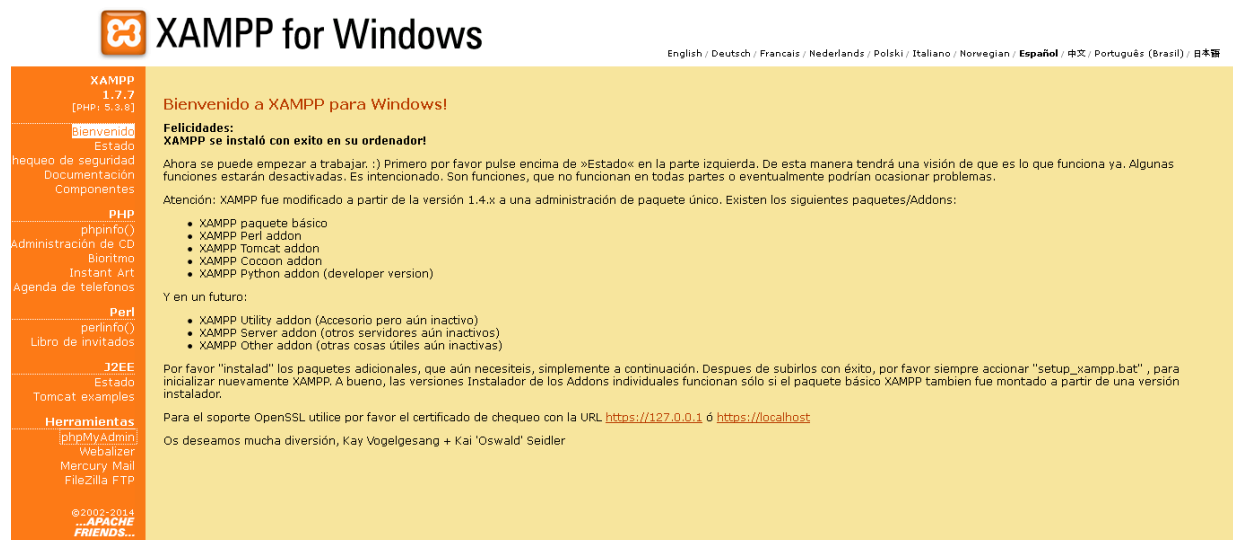 XAMPP for Windows
English / Deutsch / Francais / Nederlands / Polski / Italiano / Norwegian / Español / 中文 / Português (Brasil) / 日本語
XAMPP
1.7.7
[PHP: 5.3.8]
Bienvenido
Estado
hequeo de seguridad
Documentación
Componentes
PHP
phpinfo()
Administración de CD
Bioritmo
Instant Art
Agenda de telefonos
Perl
perlinfo()
Libro de invitados
J2EE
Estado
Tomcat examples
Herramientas
phpMyAdmin
Webalizer
Mercury Mail
FileZilla FTP
©2002-2014
...APACHE
FRIENDS...
Bienvenido a XAMPP para Windows!
Felicidades:
XAMPP se instaló con exito en su ordenador!
Ahora se puede empezar a trabajar. :) Primero por favor pulse encima de »Estado« en la parte izquierda. De esta manera tendrá una visión de que es lo que funciona ya. Algunas
funciones estarán desactivadas. Es intencionado. Son funciones, que no funcionan en todas partes o eventualmente podrían ocasionar problemas.
Atención: XAMPP fue modificado a partir de la versión 1.4.x a una administración de paquete único. Existen los siguientes paquetes/Addons:
• XAMPP paquete básico
• XAMPP Perl addon
• XAMPP Tomcat addon
• XAMPP Cocoon addon
• XAMPP Python addon (developer version)
Y en un futuro:
• XAMPP Utility addon (Accesorio pero aún inactivo)
• XAMPP Server addon (otros servidores aún inactivos)
• XAMPP Other addon (otras cosas útiles aún inactivas)
Por favor "instalad" los paquetes adicionales, que aún necesiteis, simplemente a continuación. Despues de subirlos con éxito, por favor siempre accionar "setup_xampp.bat" , para
inicializar nuevamente XAMPP. A bueno, las versiones Instalador de los Addons individuales funcionan sólo si el paquete básico XAMPP tambien fue montado a partir de una versión
instalador.
Para el soporte OpenSSL utilice por favor el certificado de chequeo con la URL https://127.0.0.1 ó https://localhost
Os deseamos mucha diversión, Kay Vogelgesang + Kai 'Oswald' Seidler